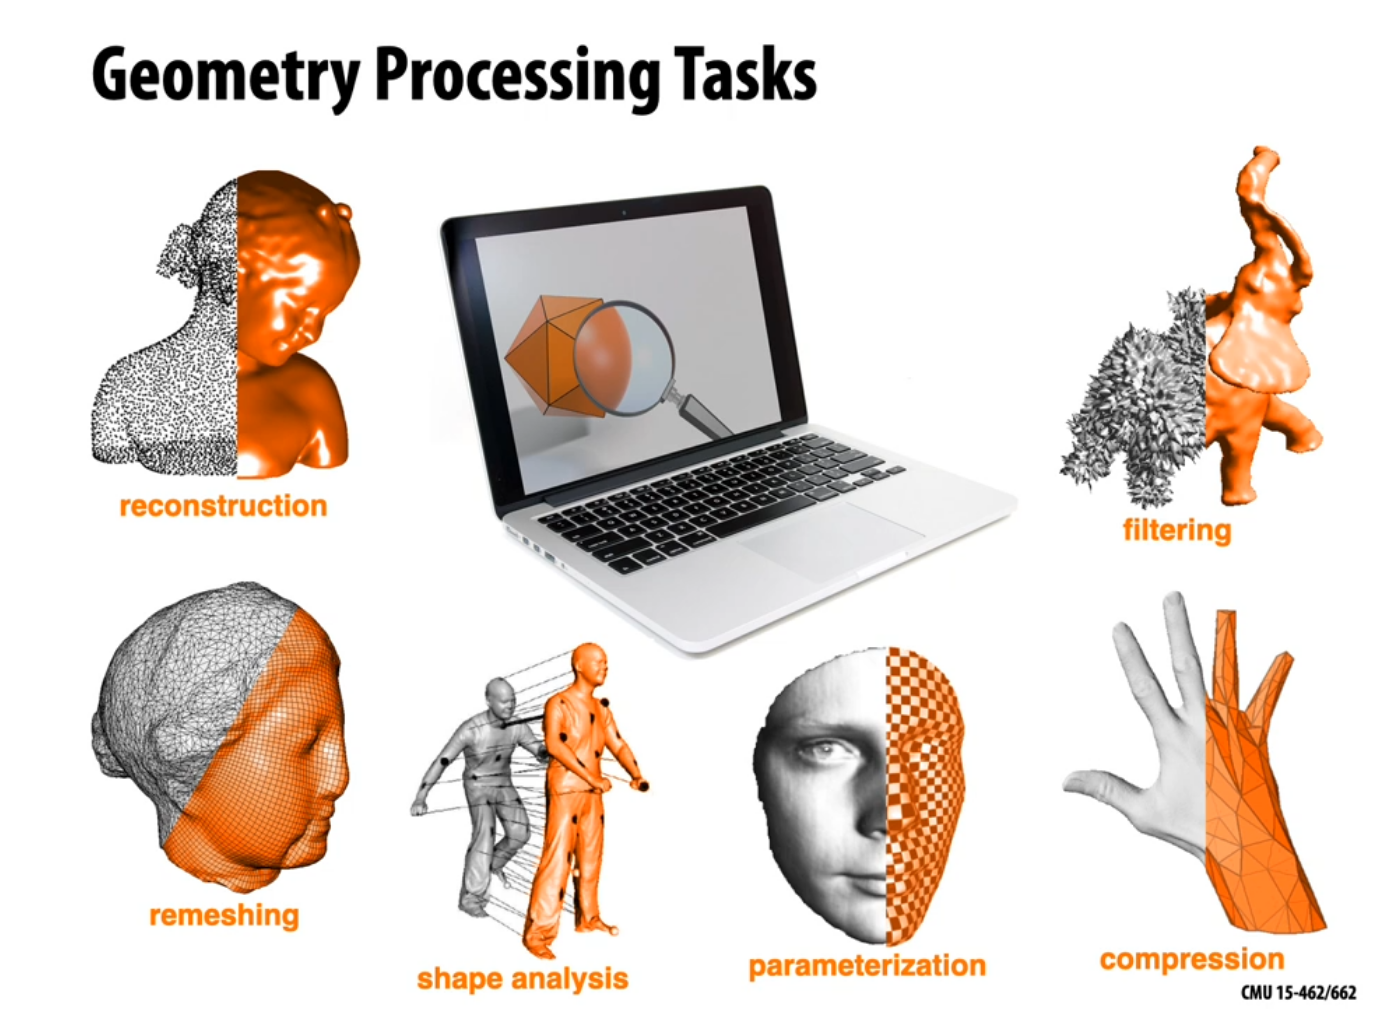 Geometry Processing Tasks
reconstruction
filtering
remeshing
shape analysis
parameterization
compression
CMU 15-462/662